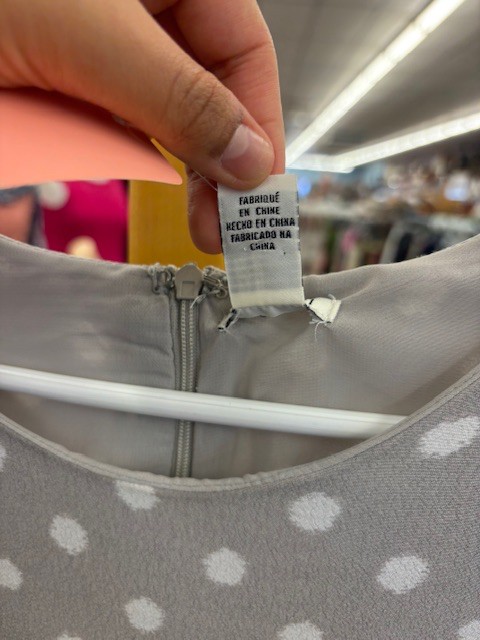 FABRIQUÉ
EN CHINE
HECHO EN CHINA
FABRICADO NA
CHINA